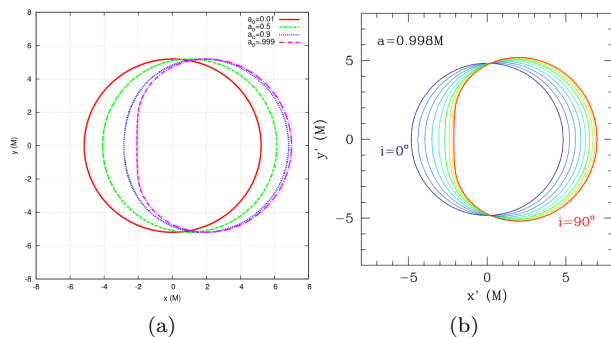 a₀=0.01
a₀=0.5
a₀=0.9
a₀=.999
8
6
4
2
0
-2
-4
-6
-8
y (M)
-8 -6 -4 -2 0 2 4 6 8
x (M)
(a)
a=0.998M
5
0
-5
y' (M)
i=0°
i=90°
-5 0 5
x' (M)
(b)